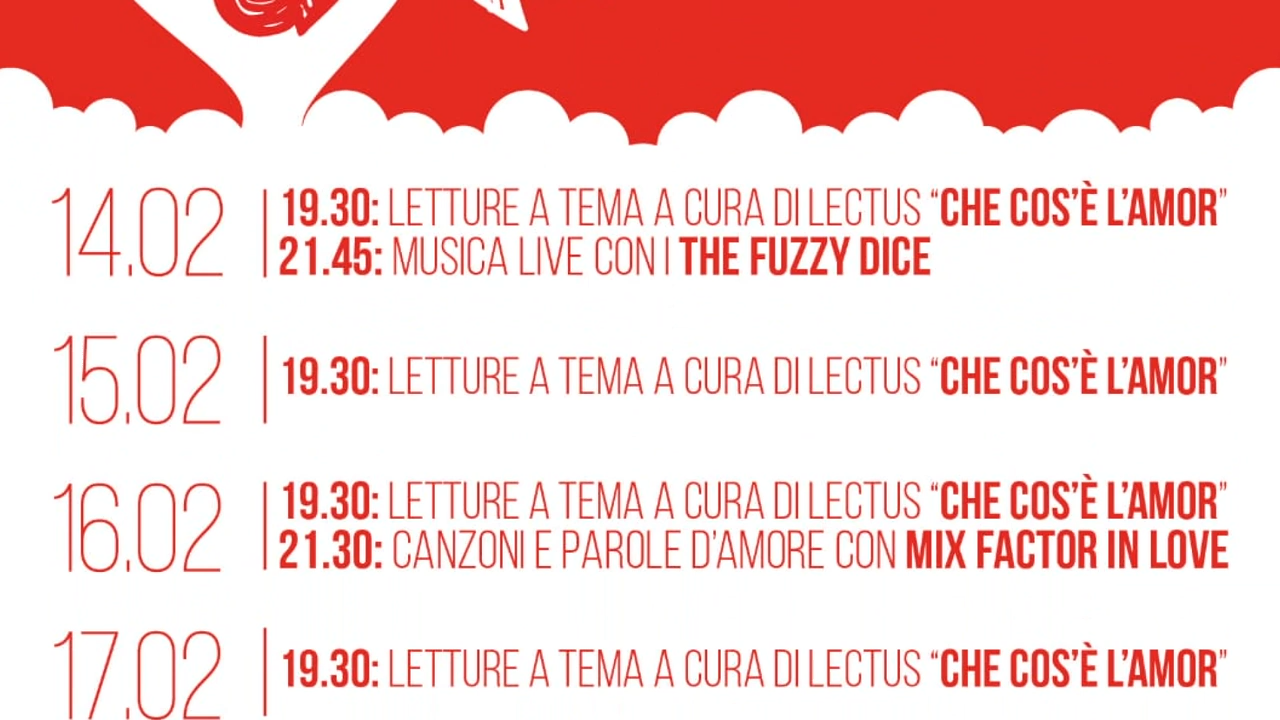 14.02
19.30: LETTURE A TEMA A CURA DI LECTUS “CHE COS’È L’AMOR”
21.45: MUSICA LIVE CON I THE FUZZY DICE
15.02
19.30: LETTURE A TEMA A CURA DI LECTUS “CHE COS’È L’AMOR”
16.02
19.30: LETTURE A TEMA A CURA DI LECTUS “CHE COS’È L’AMOR”
21.30: CANZONI E PAROLE D’AMORE CON MIX FACTOR IN LOVE
17.02
19.30: LETTURE A TEMA A CURA DI LECTUS “CHE COS’È L’AMOR”